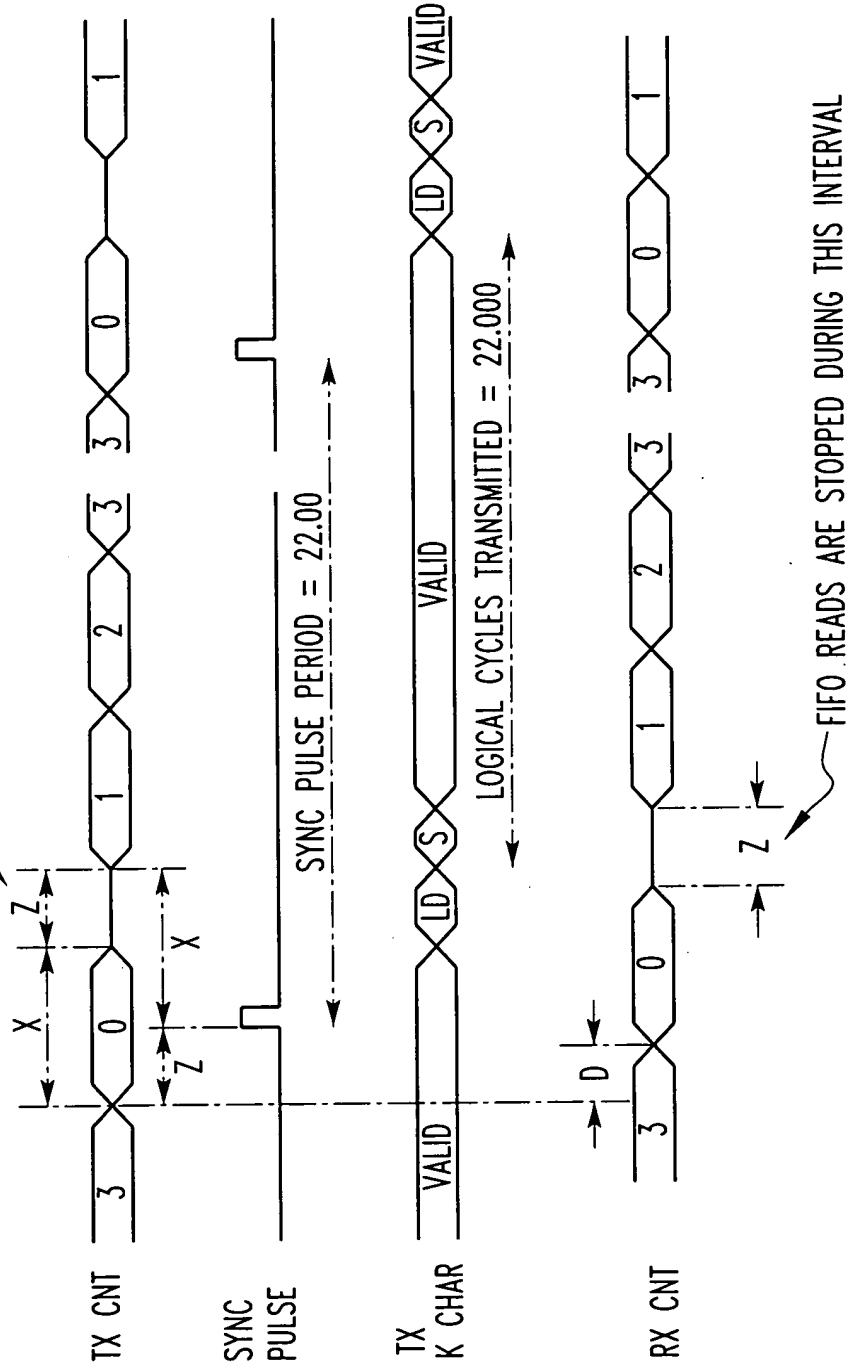 TX CNT
3
0
1
2
3
3
0
1
X
Z
Z
X
SYNC
PULSE
SYNC PULSE PERIOD = 22.00
TX
K CHAR
VALID
LD
S
VALID
LD
S
VALID
LOGICAL CYCLES TRANSMITTED = 22.000
RX CNT
3
0
1
2
3
3
0
1
D
Z
FIFO READS ARE STOPPED DURING THIS INTERVAL